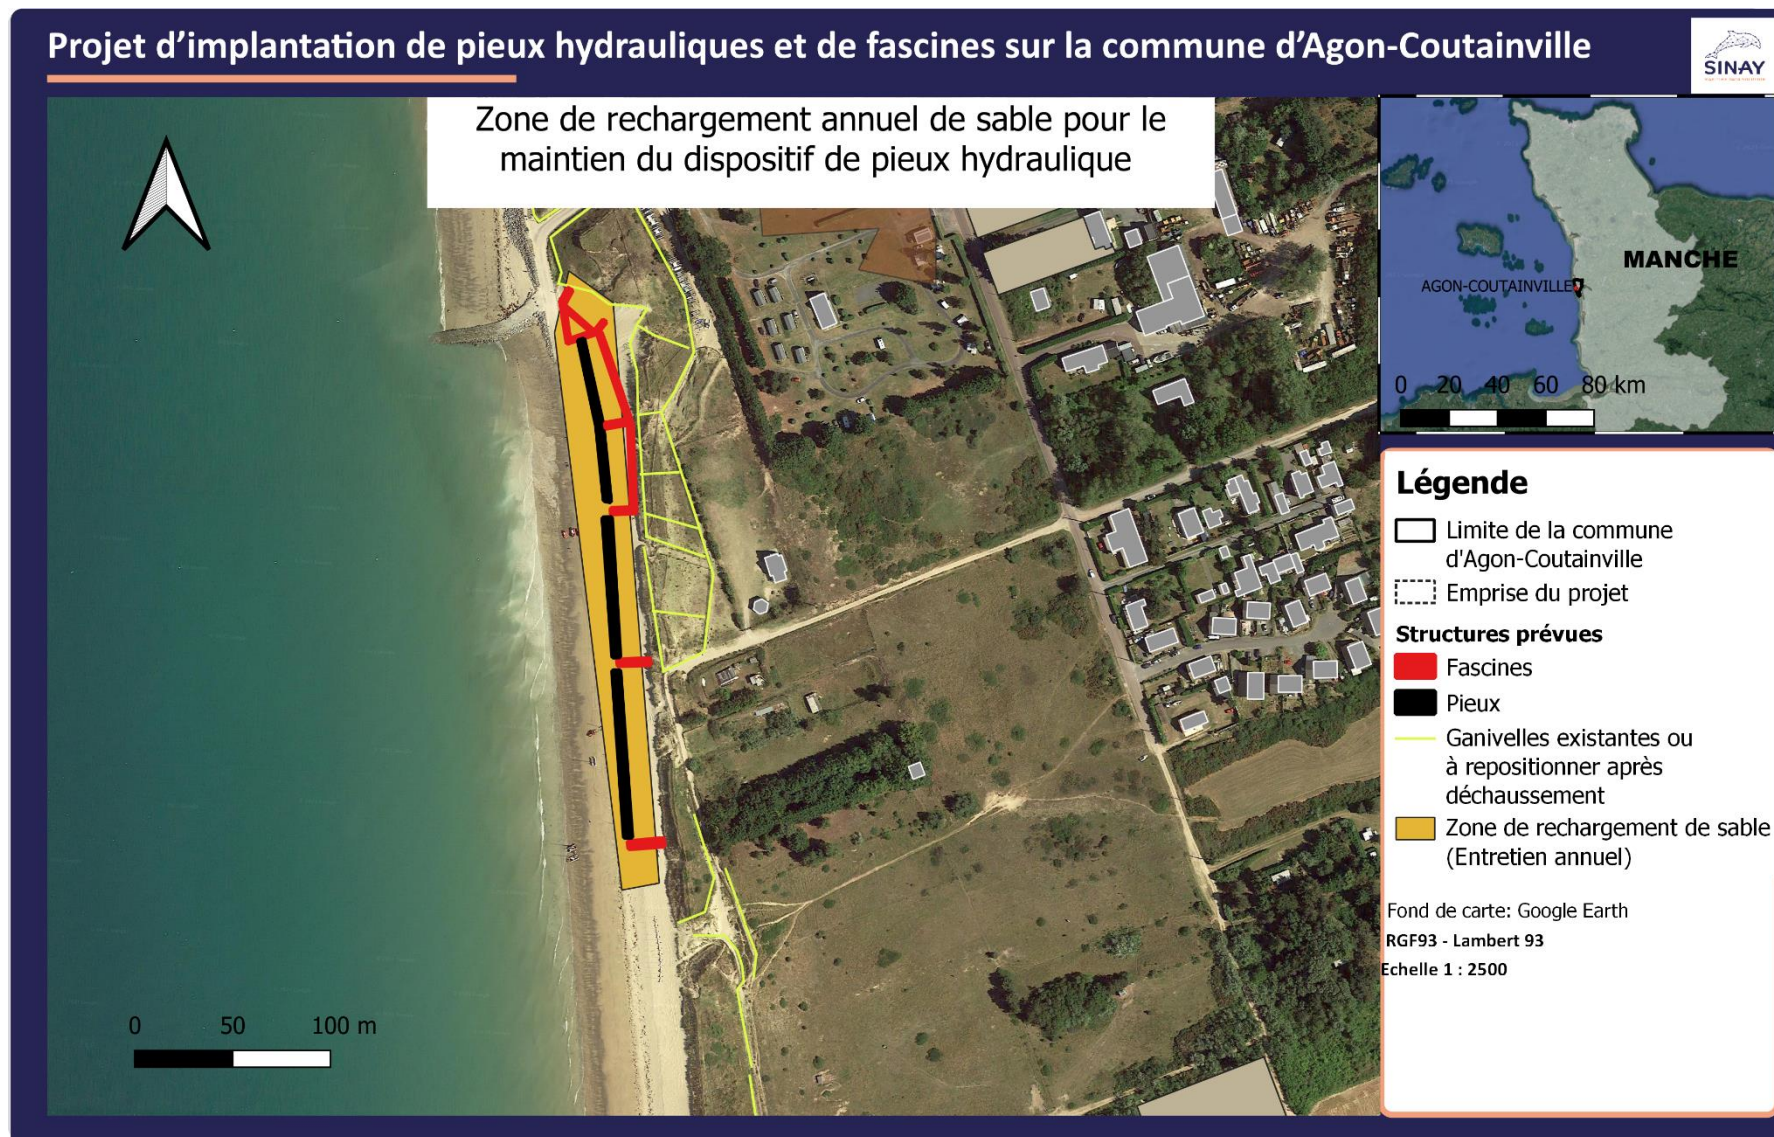 Projet d’implantation de pieux hydrauliques et de fascines sur la commune d’Agon-Coutainville
SINAY
Zone de rechargement annuel de sable pour le
maintien du dispositif de pieux hydraulique
MANCHE
AGON-COUTAINVILLE
0 20 40 60 80 km
Légende
Limite de la commune
d'Agon-Coutainville
Emprise du projet
Structures prévues
Fascines
Pieux
Ganivelles existantes ou
à repositionner après
déchaussement
Zone de rechargement de sable
(Entretien annuel)
Fond de carte: Google Earth
RGF93 - Lambert 93
Echelle 1 : 2500
0 50 100 m